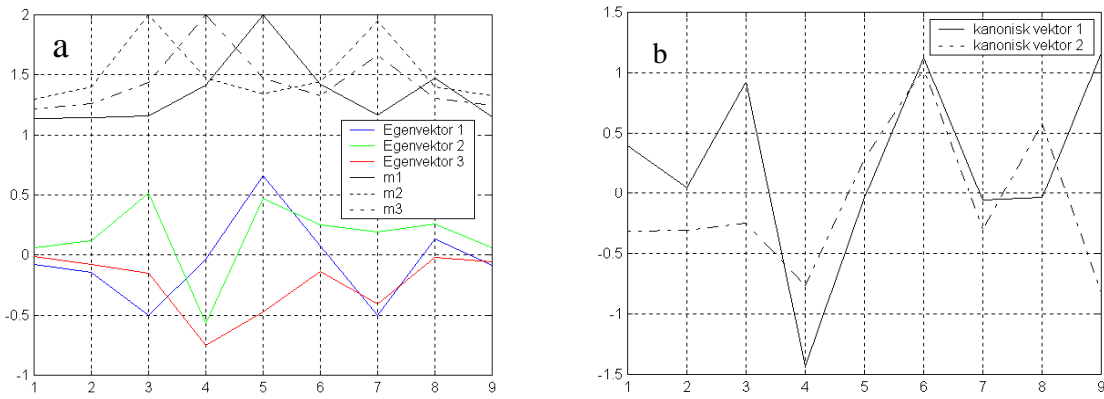 a
2
1.5
1
0.5
0
-0.5
-1
1 2 3 4 5 6 7 8 9
Egenvektor 1
Egenvektor 2
Egenvektor 3
m1
m2
m3
b
1.5
1
0.5
0
-0.5
-1
-1.5
1 2 3 4 5 6 7 8 9
kanonisk vektor 1
kanonisk vektor 2